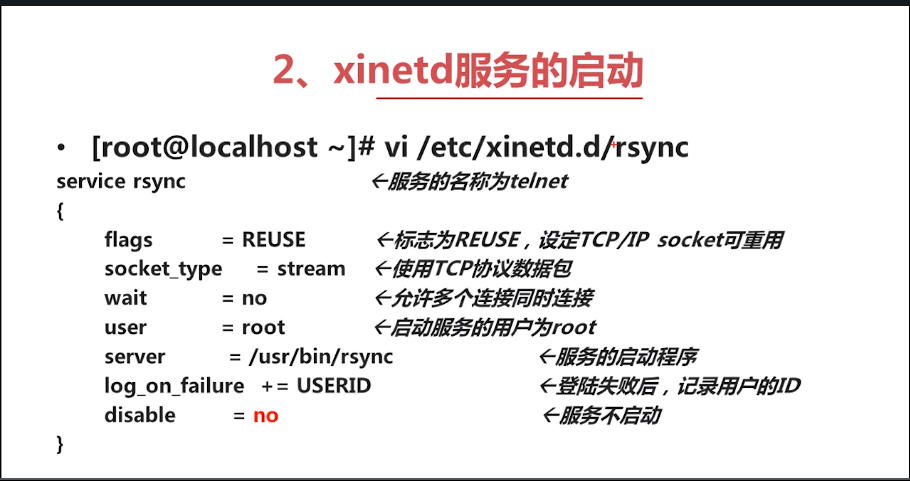 2、xinetd服务的启动
• [root@localhost ~]# vi /etc/xinetd.d/rsync
service rsync ←服务的名称为telnet
{
flags = REUSE ←标志为REUSE，设定TCP/IP socket可重用
socket_type = stream ←使用TCP协议数据包
wait = no ←允许多个连接同时连接
user = root ←启动服务的用户为root
server = /usr/bin/rsync ←服务的启动程序
log_on_failure += USERID ←登陆失败后，记录用户的ID
disable = no ←服务不启动
}